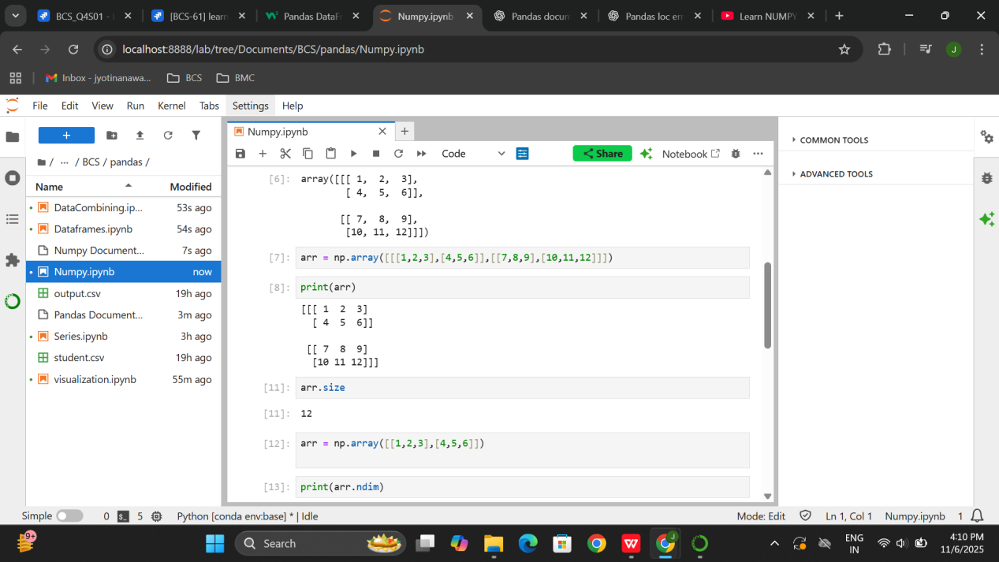 BCS_Q4S01 -
[BCS-61] learn
Pandas DataFr
Numpy.ipynb
Pandas docum
Pandas loc err
Learn NUMPY
localhost:8888/lab/tree/Documents/BCS/pandas/Numpy.ipynb
J
Inbox - jyotinanawa...
BCS
BMC
File Edit View Run Kernel Tabs Settings Help
Numpy.ipynb
Code
Share
Notebook
/ ... / BCS / pandas /
Name Modified
DataCombining.ip... 53s ago
Dataframes.ipynb 54s ago
Numpy Document... 7s ago
Numpy.ipynb now
output.csv 19h ago
Pandas Document... 3m ago
Series.ipynb 3h ago
student.csv 19h ago
visualization.ipynb 55m ago
[6]: array([[[ 1, 2, 3],
[ 4, 5, 6]],
[[ 7, 8, 9],
[10, 11, 12]]])
[7]: arr = np.array([[[1,2,3],[4,5,6]],[[7,8,9],[10,11,12]]])
[8]: print(arr)
[[[ 1 2 3]
[ 4 5 6]]
[[ 7 8 9]
[10 11 12]]]
[11]: arr.size
[11]: 12
[12]: arr = np.array([[1,2,3],[4,5,6]])
[13]: print(arr.ndim)
COMMON TOOLS
ADVANCED TOOLS
Simple 0 5 Python [conda env:base] * | Idle Mode: Edit Ln 1, Col 1 Numpy.ipynb 1
9+
Search
J
ENG
IN
4:10 PM
11/6/2025